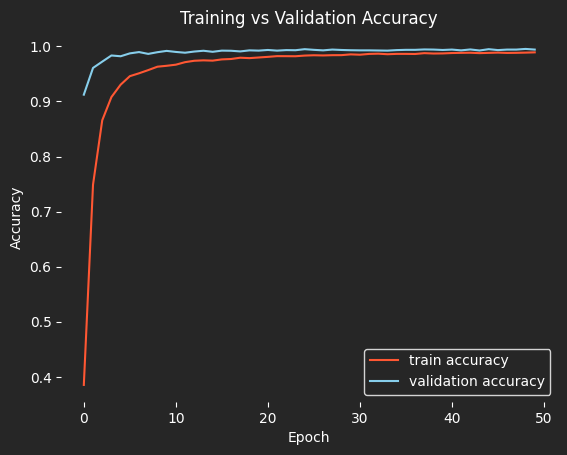 Training vs Validation Accuracy
1.0
0.9
0.8
0.7
0.6
0.5
0.4
Accuracy
0 10 20 30 40 50
Epoch
train accuracy
validation accuracy